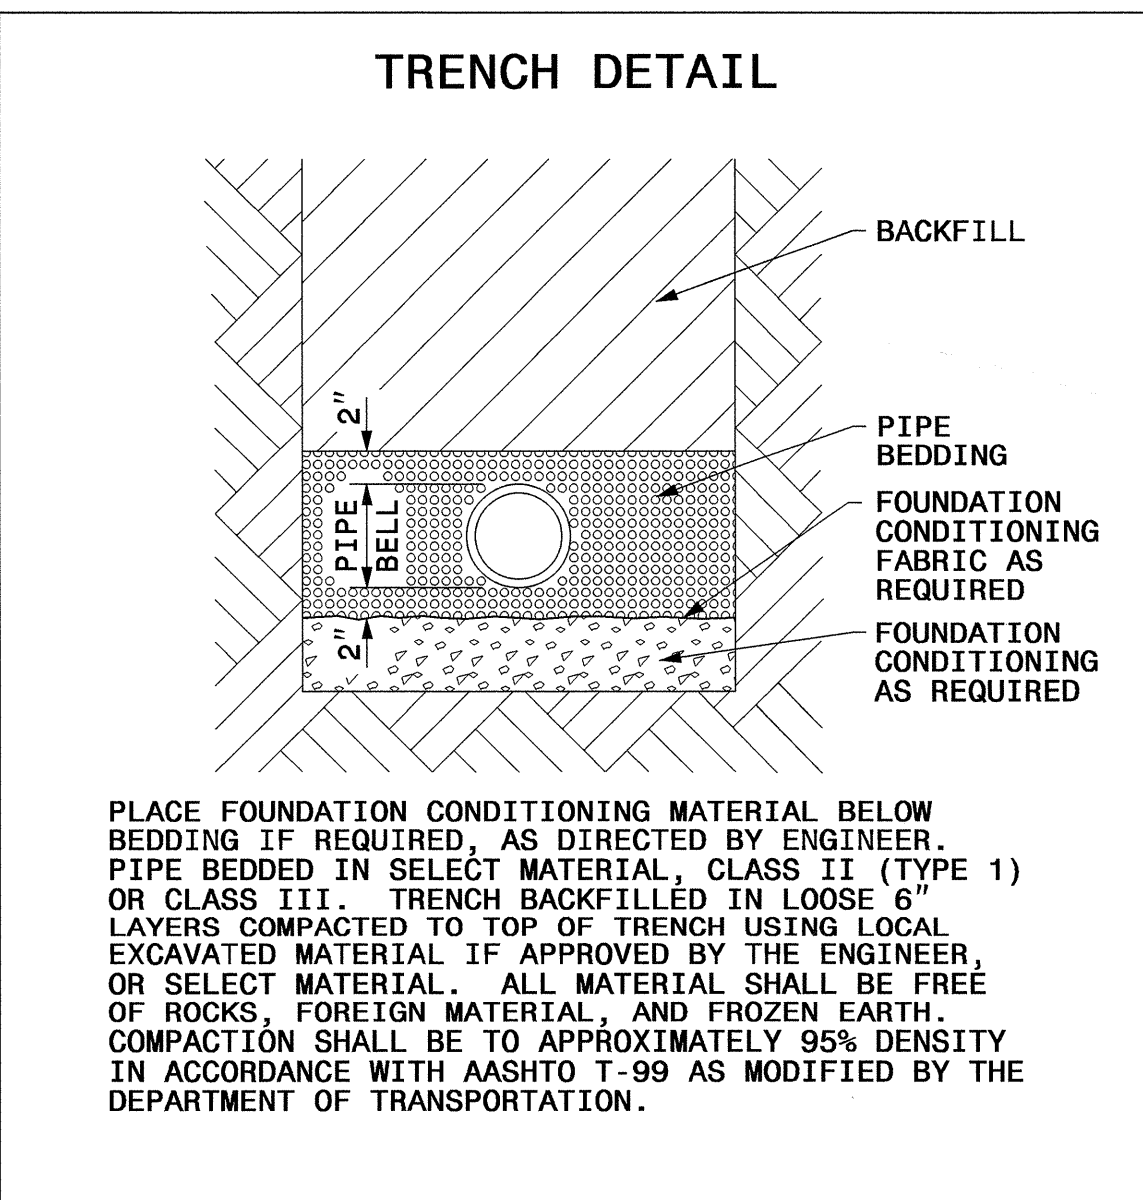 TRENCH DETAIL
BACKFILL
2"
PIPE
BEDDING
FOUNDATION
CONDITIONING
FABRIC AS
REQUIRED
PIPE
BELL
2"
FOUNDATION
CONDITIONING
AS REQUIRED
PLACE FOUNDATION CONDITIONING MATERIAL BELOW
BEDDING IF REQUIRED, AS DIRECTED BY ENGINEER.
PIPE BEDDED IN SELECT MATERIAL, CLASS II (TYPE 1)
OR CLASS III. TRENCH BACKFILLED IN LOOSE 6"
LAYERS COMPACTED TO TOP OF TRENCH USING LOCAL
EXCAVATED MATERIAL IF APPROVED BY THE ENGINEER,
OR SELECT MATERIAL. ALL MATERIAL SHALL BE FREE
OF ROCKS, FOREIGN MATERIAL, AND FROZEN EARTH.
COMPACTION SHALL BE TO APPROXIMATELY 95% DENSITY
IN ACCORDANCE WITH AASHTO T-99 AS MODIFIED BY THE
DEPARTMENT OF TRANSPORTATION.